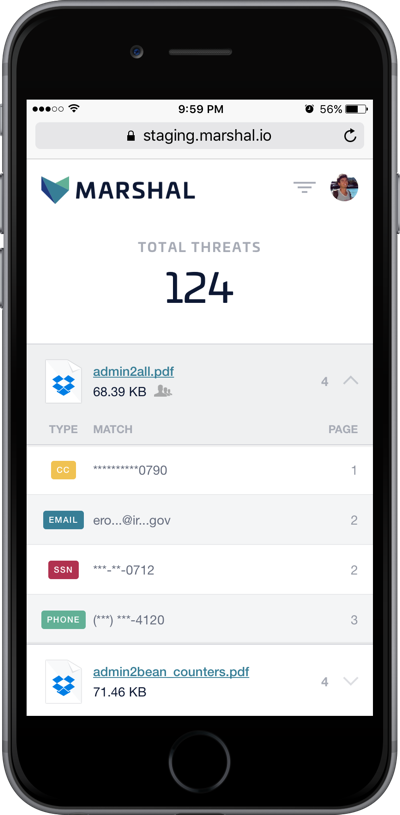 9:59 PM 56%
staging.marshal.io
MARSHAL
TOTAL THREATS
124
admin2all.pdf
68.39 KB 4
TYPE MATCH PAGE
CC **********0790 1
EMAIL ero...@ir...gov 2
SSN ***-**-0712 2
PHONE (***) ***-4120 3
admin2bean_counters.pdf
71.46 KB 4